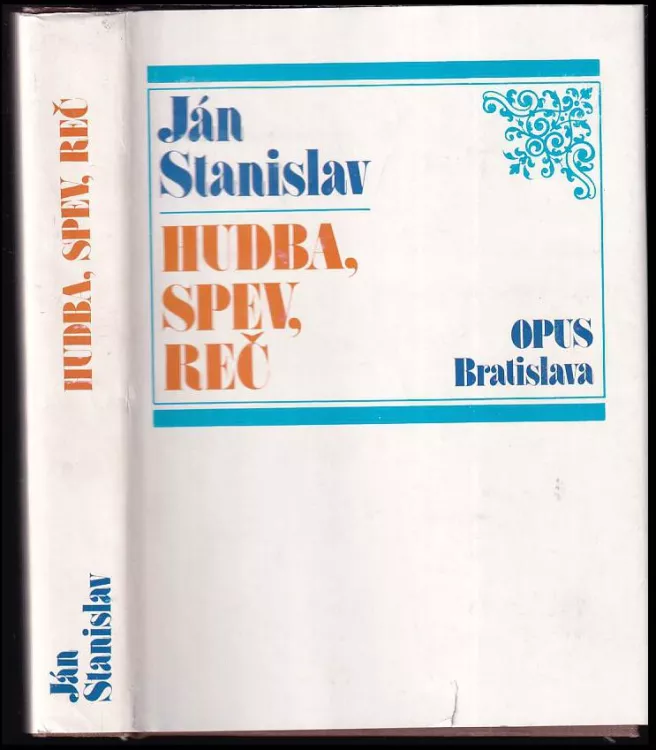 HUDBA, SPEV, REČ
Ján
Stanislav
Ján
Stanislav
HUDBA,
SPEV,
REČ
OPUS
Bratislava